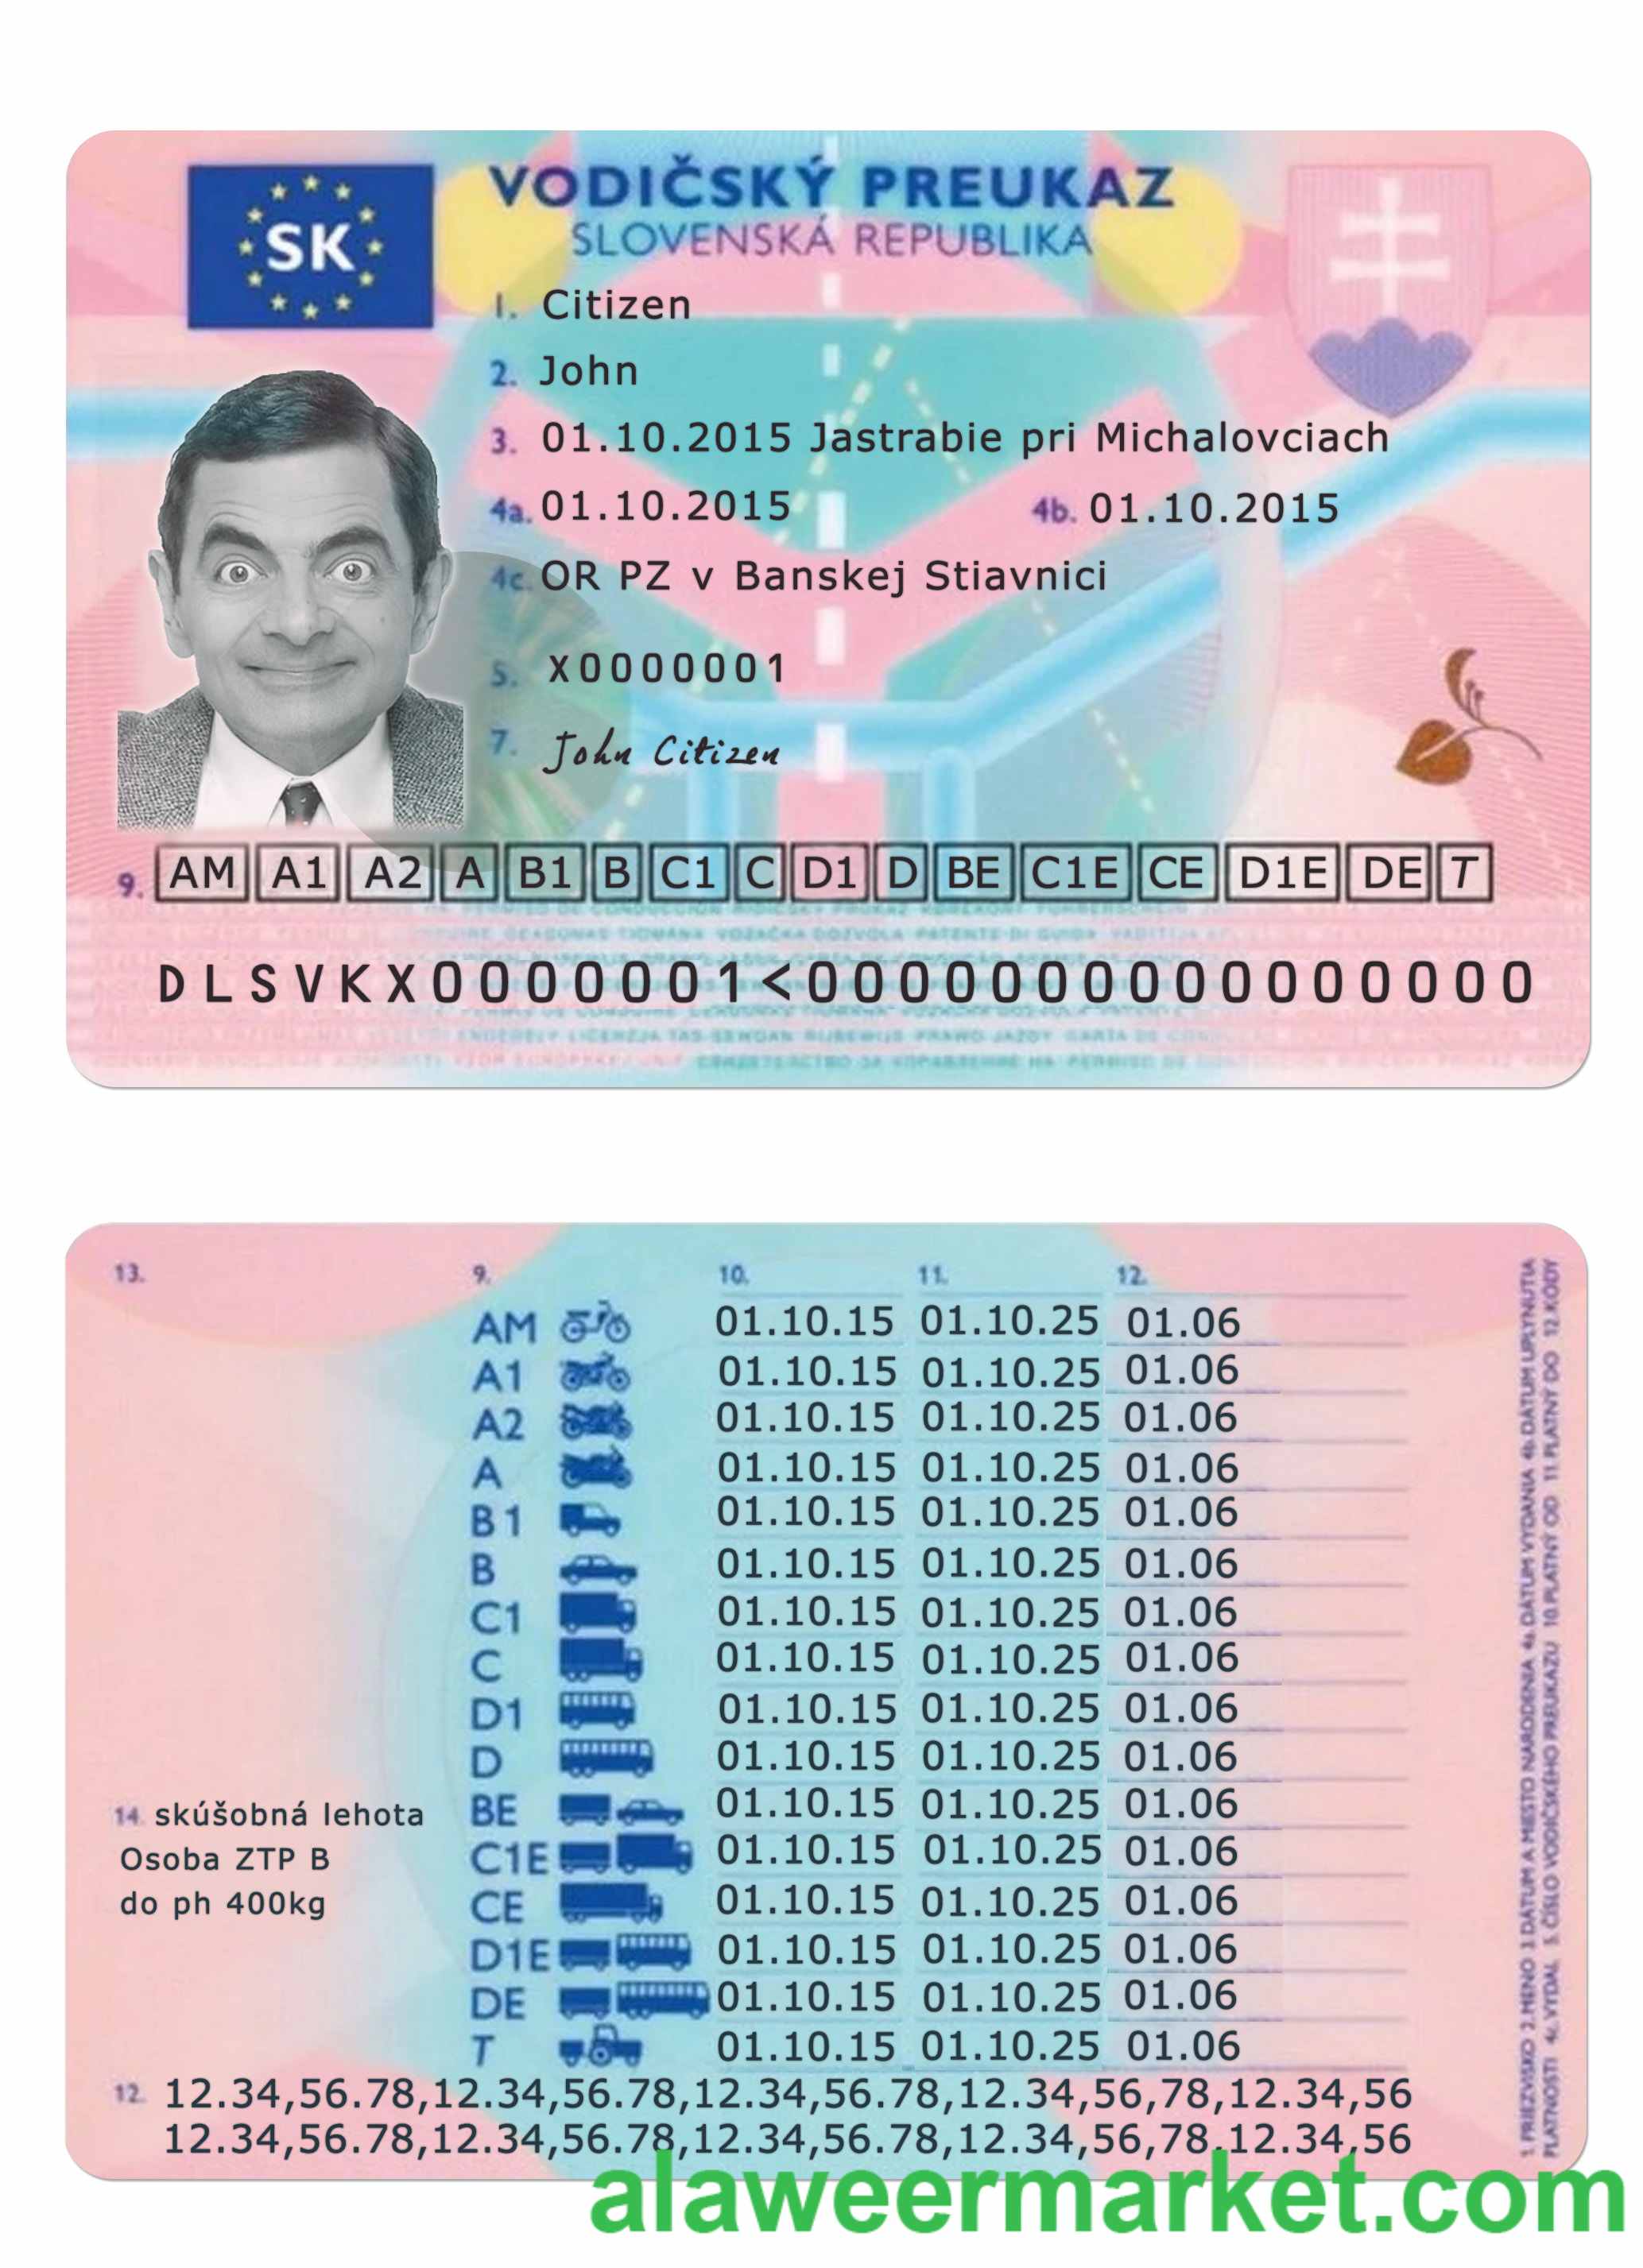 SK
VODIČSKÝ PREUKAZ
SLOVENSKÁ REPUBLIKA
1. Citizen
2. John
3. 01.10.2015 Jastrabie pri Michalovciach
4a. 01.10.2015 4b. 01.10.2015
4c. OR PZ v Banskej Stiavnici
5. X0000001
7. John Citizen
9. AM A1 A2 A B1 B C1 C D1 D BE C1E CE D1E DE T
DLSVKX0000001<0000000000000000
13. 9. 10. 11. 12.
AM 01.10.15 01.10.25 01.06
A1 01.10.15 01.10.25 01.06
A2 01.10.15 01.10.25 01.06
A 01.10.15 01.10.25 01.06
B1 01.10.15 01.10.25 01.06
B 01.10.15 01.10.25 01.06
C1 01.10.15 01.10.25 01.06
C 01.10.15 01.10.25 01.06
D1 01.10.15 01.10.25 01.06
D 01.10.15 01.10.25 01.06
14. skúšobná lehota BE 01.10.15 01.10.25 01.06
Osoba ZTP B C1E 01.10.15 01.10.25 01.06
do ph 400kg CE 01.10.15 01.10.25 01.06
D1E 01.10.15 01.10.25 01.06
DE 01.10.15 01.10.25 01.06
T 01.10.15 01.10.25 01.06
12. 12.34,56.78,12.34,56.78,12.34,56.78,12.34,56,78,12.34,56
12.34,56.78,12.34,56.78,12.34,56.78,12.34,56,78,12.34,56
1. PRIEZVISKO 2.MENO 3.DÁTUM A MIESTO NARODENIA 4a.DÁTUM VYDANIA 4b.DÁTUM UPLYNUTIA
PLATNOSTI 4c.VYDAL 5. ČÍSLO VODIČSKÉHO PREUKAZU 10.PLATNÝ OD 11.PLATNÝ DO 12.KÓDY
alaweermarket.com